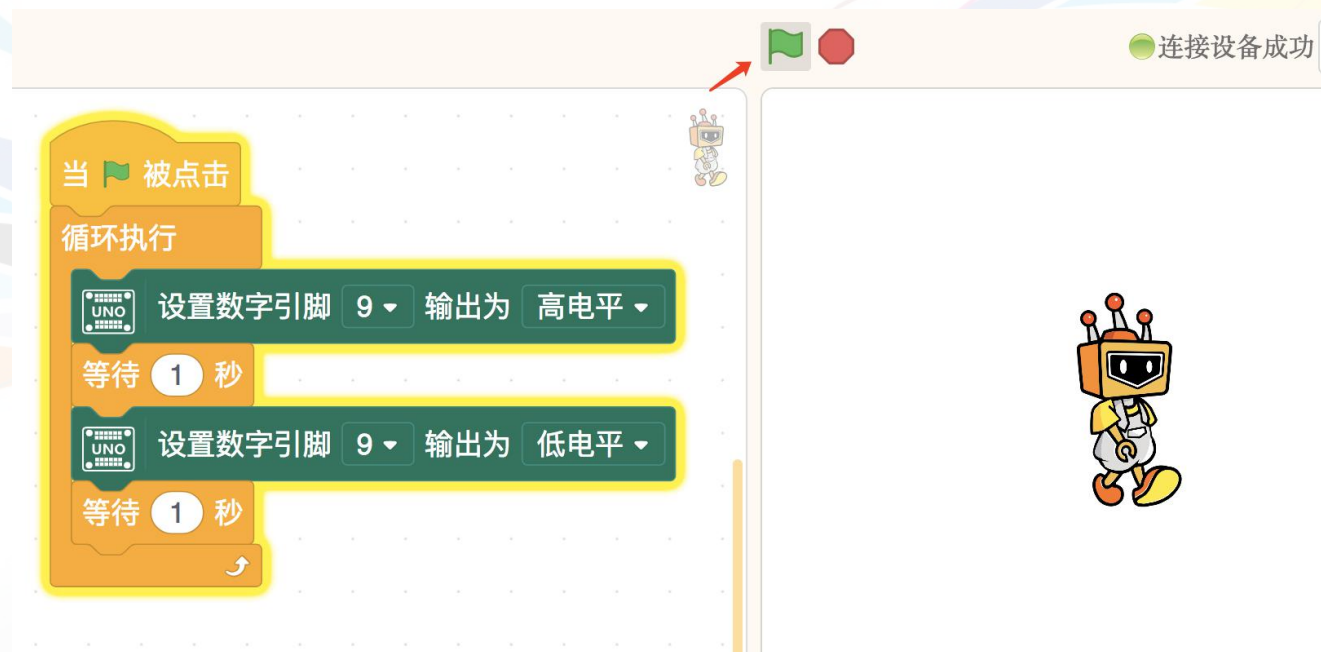 连接设备成功
当 被点击
循环执行
UNO 设置数字引脚 9 输出为 高电平
等待 1 秒
UNO 设置数字引脚 9 输出为 低电平
等待 1 秒